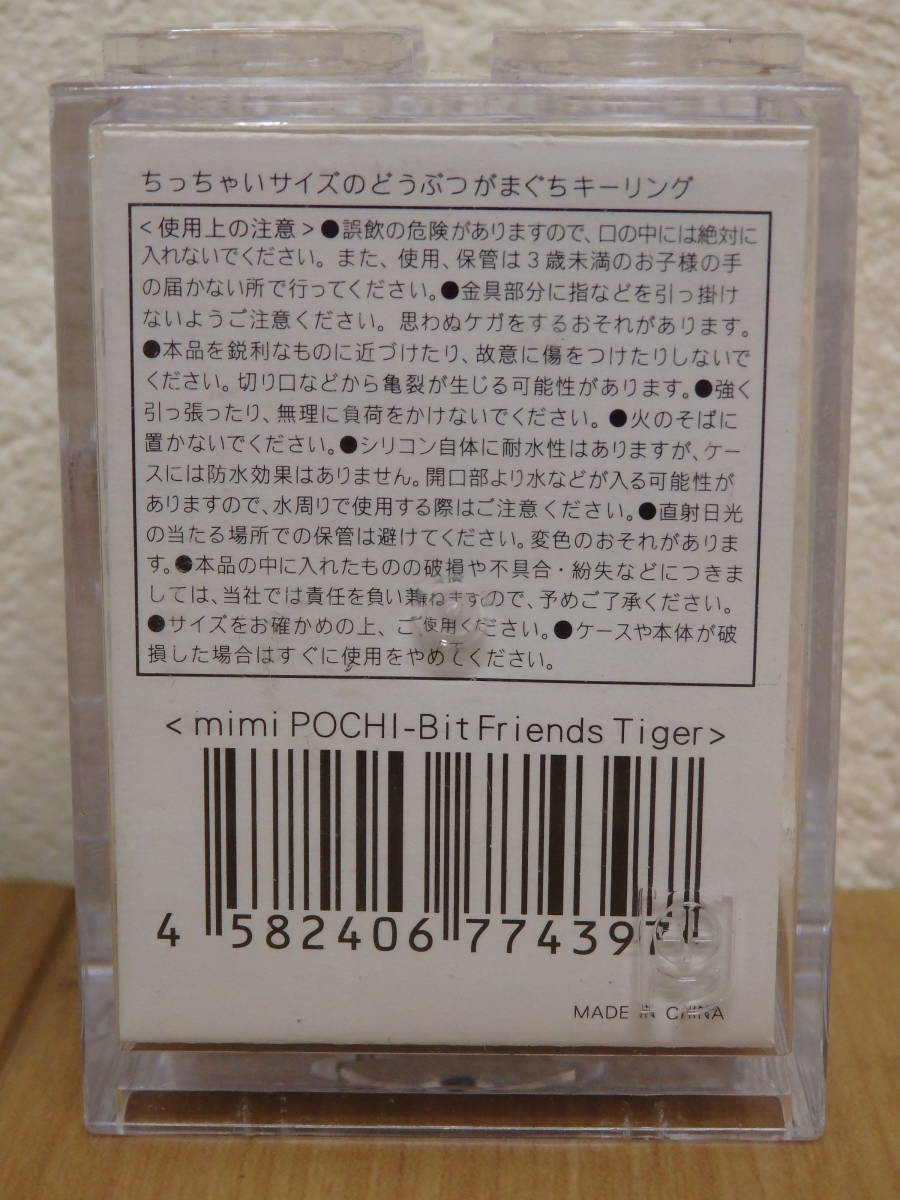 ちっちゃいサイズのどうぶつがまぐちキーリング
<使用上の注意>●誤飲の危険がありますので、口の中には絶対に
入れないでください。また、使用、保管は3歳未満のお子様の手
の届かない所で行ってください。●金具部分に指などを引っ掛け
ないようご注意ください。思わぬケガをするおそれがあります。
●本品を鋭利なものに近づけたり、故意に傷をつけたりしないで
ください。切り口などから亀裂が生じる可能性があります。●強く
引っ張ったり、無理に負荷をかけないでください。●火のそばに
置かないでください。●シリコン自体に耐水性はありますが、ケー
スには防水効果はありません。開口部より水などが入る可能性が
ありますので、水周りで使用する際はご注意ください。●直射日光
の当たる場所での保管は避けてください。変色のおそれがありま
す。●本品の中に入れたものの破損や不具合・紛失などにつきま
しては、当社では責任を負い兼ねますので、予めご了承ください。
●サイズをお確かめの上、ご使用ください。●ケースや本体が破
損した場合はすぐに使用をやめてください。
<mimi POCHI-Bit Friends Tiger>
4 582406 774397
MADE IN CHINA